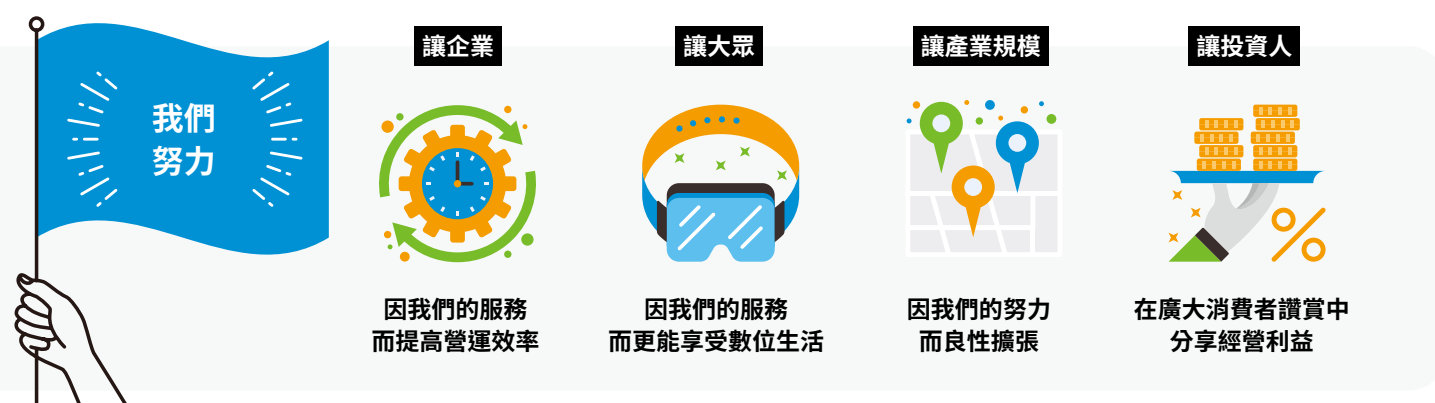 我們
努力
讓企業
因我們的服務
而提高營運效率
讓大眾
因我們的服務
而更能享受數位生活
讓產業規模
因我們的努力
而良性擴張
讓投資人
%
在廣大消費者讚賞中
分享經營利益